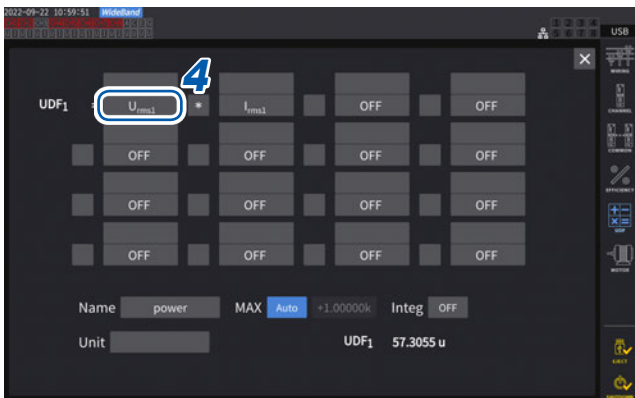 2022-09-22 10:59:51 WideBand
USB
4
WIRING
UDF1 = Urms1 * Irms1 OFF OFF
CHANNEL
OFF OFF OFF OFF
COMMON
OFF OFF OFF OFF
EFFICIENCY
UDF
OFF OFF OFF OFF
MOTOR
Name power MAX Auto +1.00000k Integ OFF
Unit UDF1 57.3055 u
EJECT
SHUTDOWN